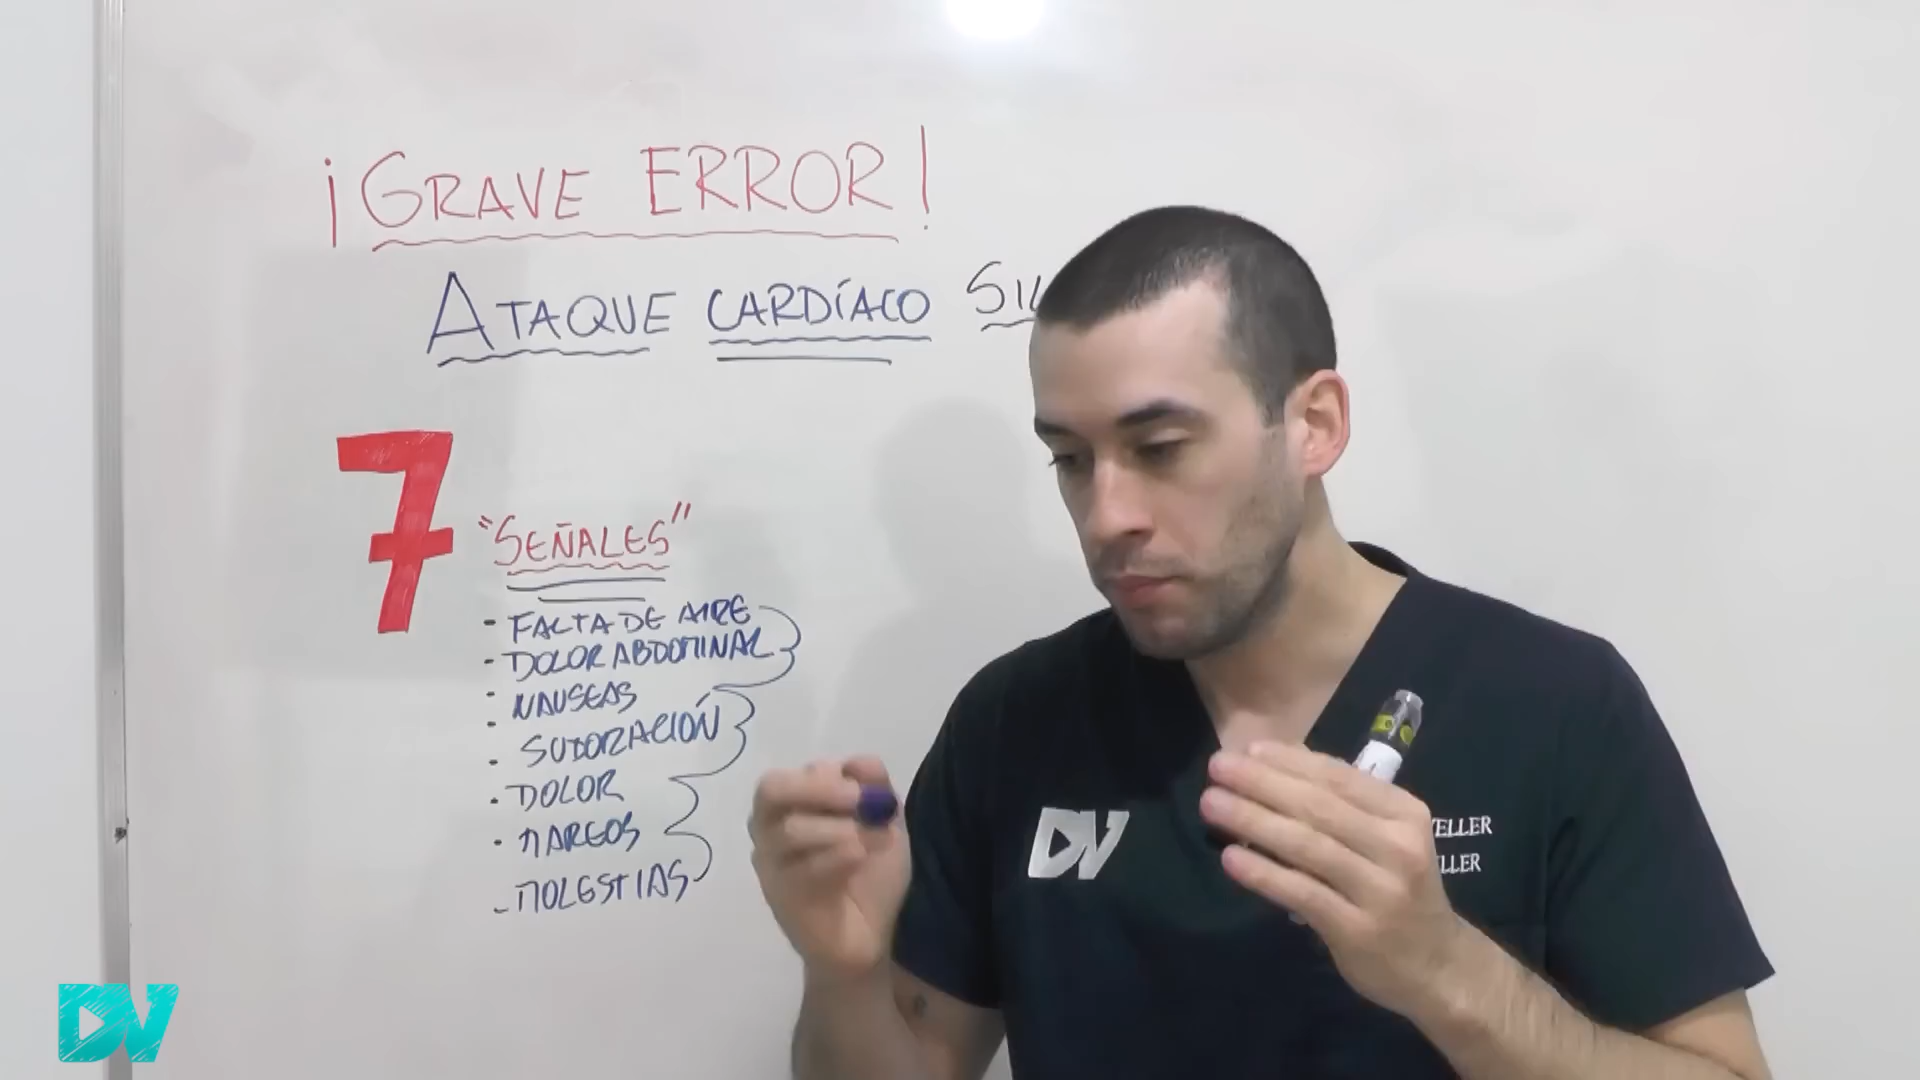 ¡GRAVE ERROR!
ATAQUE CARDÍACO
7
"SEÑALES"
- FALTA DE AIRE
- DOLOR ABDOMINAL
- NAUSEAS
- SUDORACIÓN
- DOLOR
- MAREOS
- MOLESTIAS
DV
DV